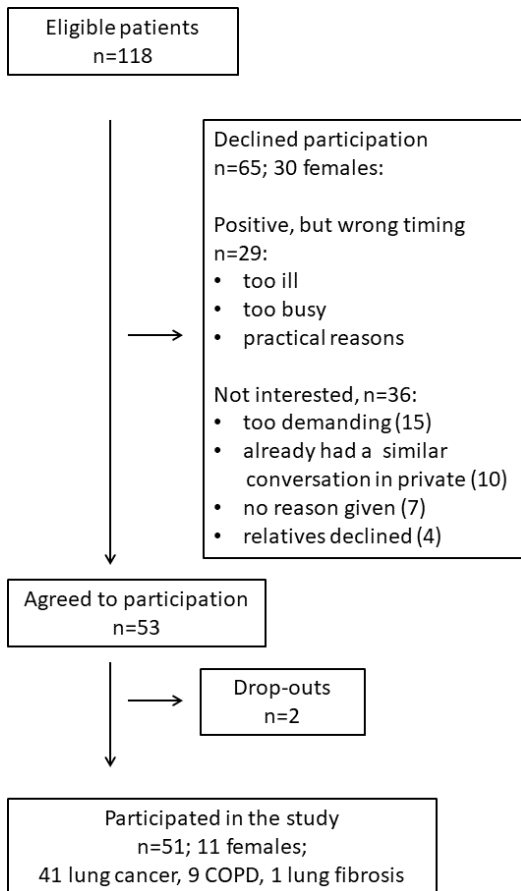 Eligible patients
n=118
Declined participation
n=65; 30 females:
Positive, but wrong timing
n=29:
• too ill
• too busy
• practical reasons
Not interested, n=36:
• too demanding (15)
• already had a similar
conversation in private (10)
• no reason given (7)
• relatives declined (4)
Agreed to participation
n=53
Drop-outs
n=2
Participated in the study
n=51; 11 females;
41 lung cancer, 9 COPD, 1 lung fibrosis